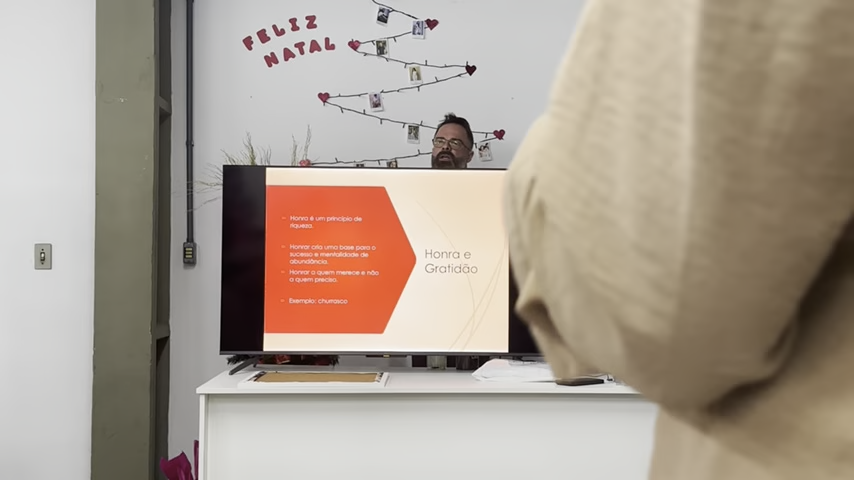 FELIZ
NATAL
- Honra é um princípio de
riqueza.
- Honrar cria uma base para o
sucesso e mentalidade de
abundância.
- Honrar a quem merece e não
a quem precisa.
- Exemplo: churrasco
Honra e
Gratidão